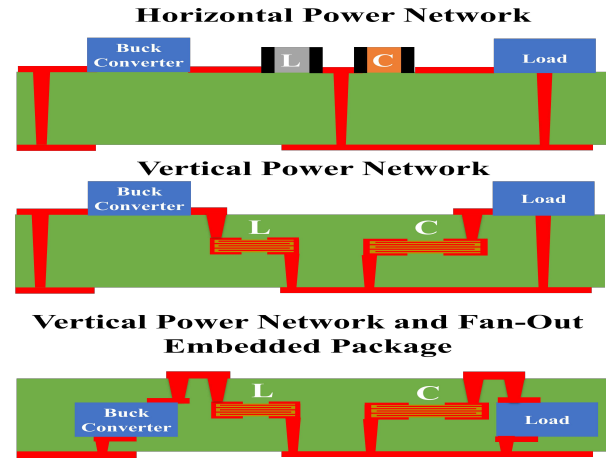 Horizontal Power Network
Buck
Converter
L
C
Load
Vertical Power Network
Buck
Converter
L
C
Load
Vertical Power Network and Fan-Out
Embedded Package
L
C
Buck
Converter
Load